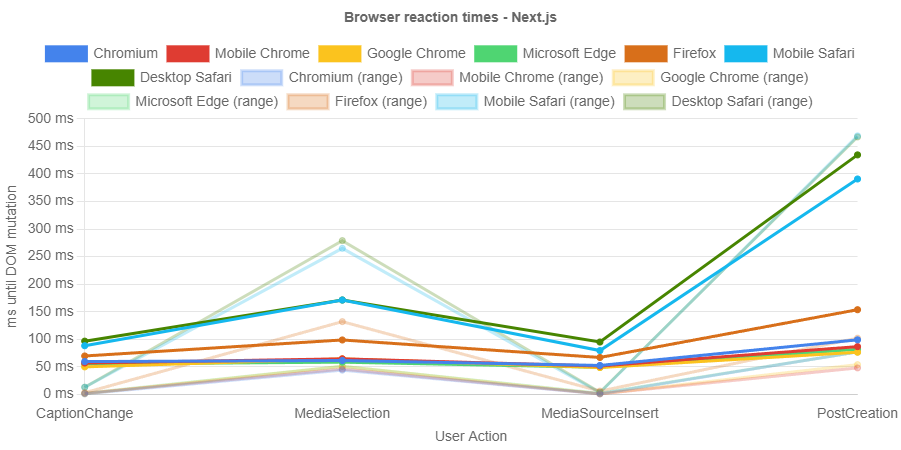 Browser reaction times - Next.js
Chromium Mobile Chrome Google Chrome Microsoft Edge Firefox Mobile Safari
Desktop Safari Chromium (range) Mobile Chrome (range) Google Chrome (range)
Microsoft Edge (range) Firefox (range) Mobile Safari (range) Desktop Safari (range)
500 ms
450 ms
400 ms
350 ms
300 ms
250 ms
200 ms
150 ms
100 ms
50 ms
0 ms
ms until DOM mutation
CaptionChange MediaSelection MediaSourceInsert PostCreation
User Action